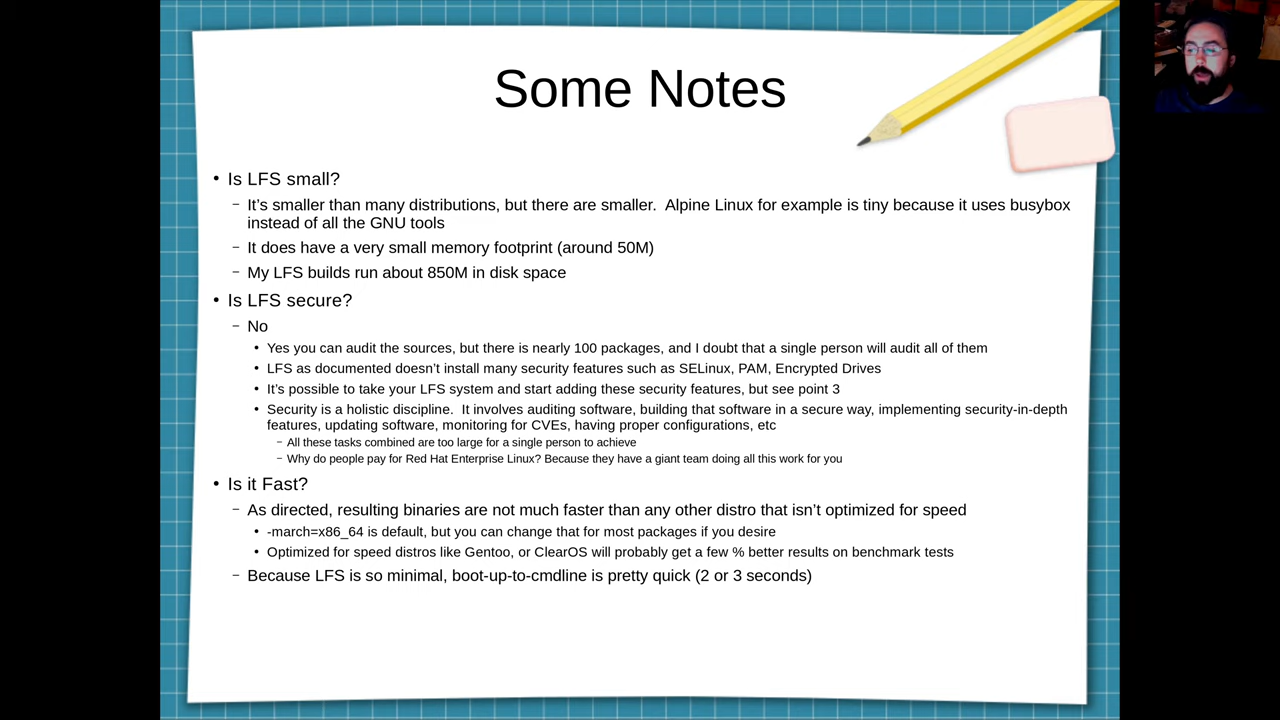 Some Notes
• Is LFS small?
– It’s smaller than many distributions, but there are smaller.  Alpine Linux for example is tiny because it uses busybox
instead of all the GNU tools
– It does have a very small memory footprint (around 50M)
– My LFS builds run about 850M in disk space
• Is LFS secure?
– No
• Yes you can audit the sources, but there is nearly 100 packages, and I doubt that a single person will audit all of them
• LFS as documented doesn’t install many security features such as SELinux, PAM, Encrypted Drives
• It’s possible to take your LFS system and start adding these security features, but see point 3
• Security is a holistic discipline.  It involves auditing software, building that software in a secure way, implementing security-in-depth
features, updating software, monitoring for CVEs, having proper configurations, etc
– All these tasks combined are too large for a single person to achieve
– Why do people pay for Red Hat Enterprise Linux? Because they have a giant team doing all this work for you
• Is it Fast?
– As directed, resulting binaries are not much faster than any other distro that isn’t optimized for speed
• -march=x86_64 is default, but you can change that for most packages if you desire
• Optimized for speed distros like Gentoo, or ClearOS will probably get a few % better results on benchmark tests
– Because LFS is so minimal, boot-up-to-cmdline is pretty quick (2 or 3 seconds)